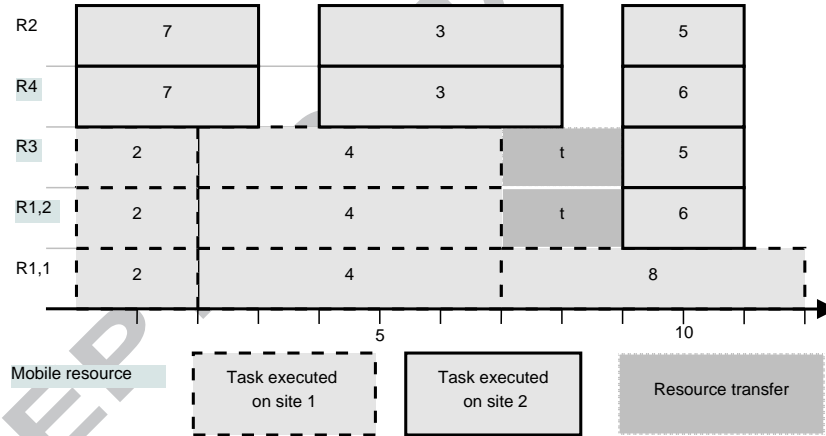 R2 7 3 5
R4 7 3 6
R3 2 4 t 5
R1,2 2 4 t 6
R1,1 2 4 8
5 10
Mobile resource
Task executed
on site 1
Task executed
on site 2
Resource transfer